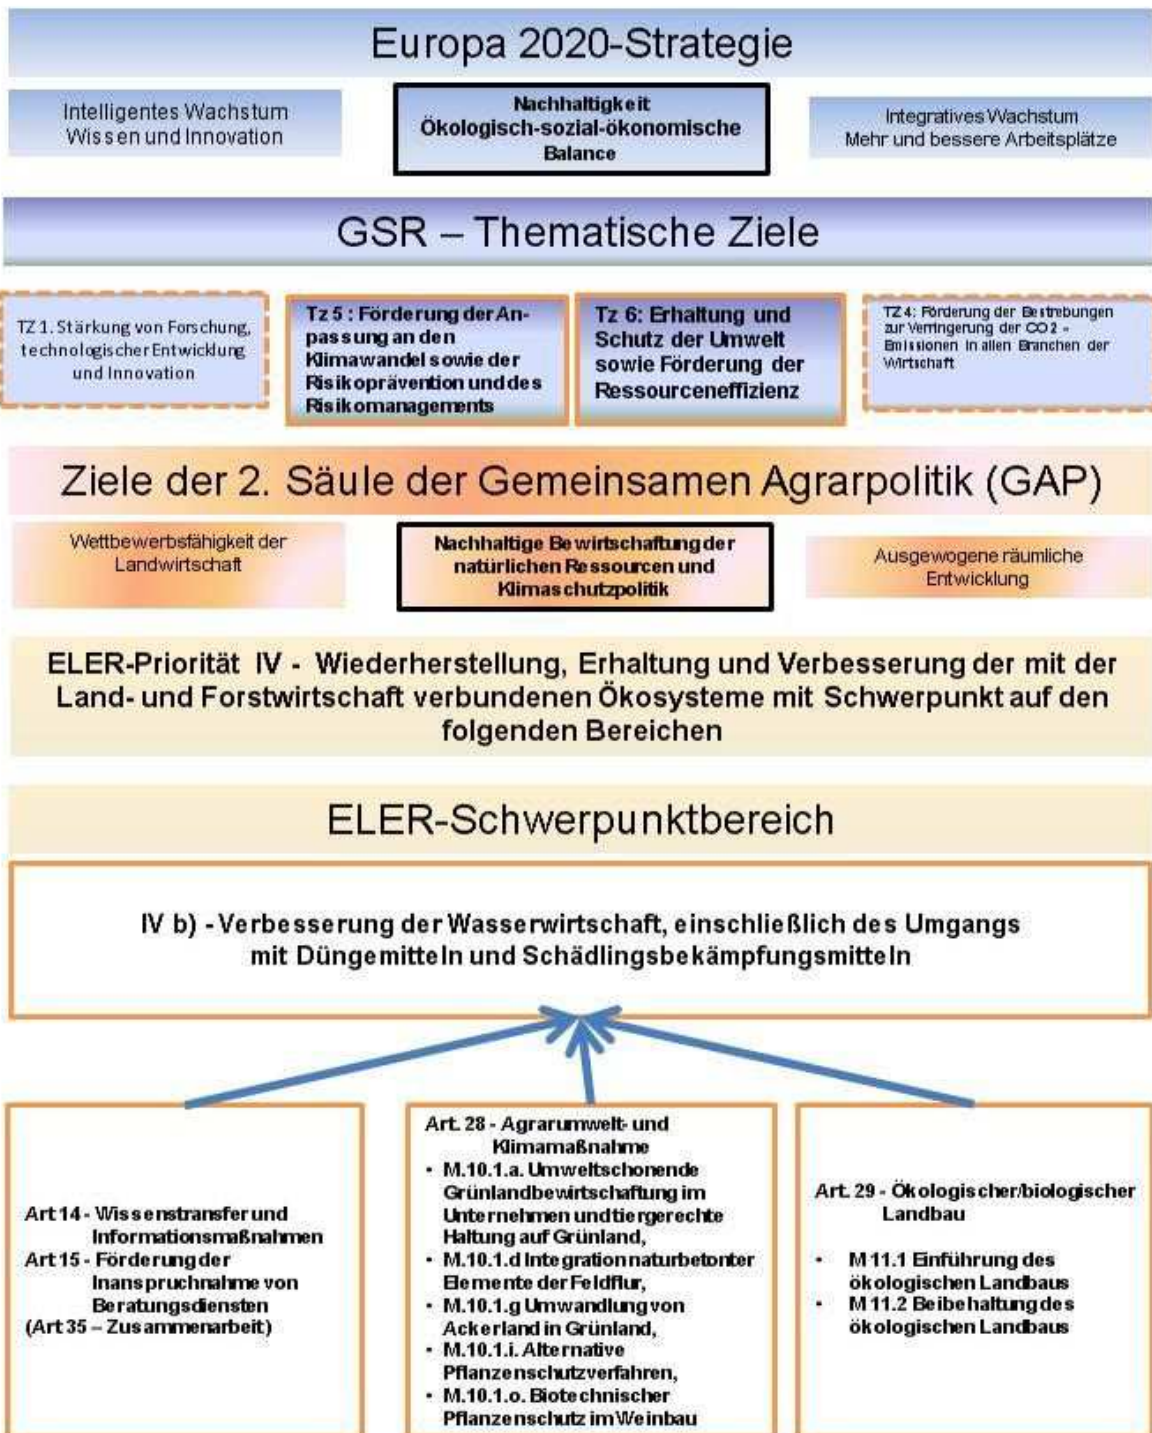 Europa 2020-Strategie
Intelligentes Wachstum
Wissen und Innovation
Nachhaltigkeit
Ökologisch-sozial-ökonomische
Balance
Integratives Wachstum
Mehr und bessere Arbeitsplätze
GSR – Thematische Ziele
TZ 1. Stärkung von Forschung,
technologischer Entwicklung
und Innovation
Tz 5 : Förderung der An-
passung an den
Klimawandel sowie der
Risikoprävention und des
Risikomanagements
Tz 6: Erhaltung und
Schutz der Umwelt
sowie Förderung der
Ressourceneffizienz
TZ 4: Förderung der Bestrebungen
zur Verringerung der CO2 -
Emissionen in allen Branchen der
Wirtschaft
Ziele der 2. Säule der Gemeinsamen Agrarpolitik (GAP)
Wettbewerbsfähigkeit der
Landwirtschaft
Nachhaltige Bewirtschaftung der
natürlichen Ressourcen und
Klimaschutzpolitik
Ausgewogene räumliche
Entwicklung
ELER-Priorität IV - Wiederherstellung, Erhaltung und Verbesserung der mit der
Land- und Forstwirtschaft verbundenen Ökosysteme mit Schwerpunkt auf den
folgenden Bereichen
ELER-Schwerpunktbereich
IV b) - Verbesserung der Wasserwirtschaft, einschließlich des Umgangs
mit Düngemitteln und Schädlingsbekämpfungsmitteln
Art 14 - Wissenstransfer und
Informationsmaßnahmen
Art 15 - Förderung der
Inanspruchnahme von
Beratungsdiensten
(Art 35 – Zusammenarbeit)
Art. 28 - Agrarumwelt- und
Klimamaßnahme
• M.10.1.a. Umweltschonende
Grünlandbewirtschaftung im
Unternehmen und tiergerechte
Haltung auf Grünland,
• M.10.1.d Integration naturbetonter
Elemente der Feldflur,
• M.10.1.g Umwandlung von
Ackerland in Grünland,
• M.10.1.i. Alternative
Pflanzenschutzverfahren,
• M.10.1.o. Biotechnischer
Pflanzenschutz im Weinbau
Art. 29 - Ökologischer/biologischer
Landbau
• M 11.1 Einführung des
ökologischen Landbaus
• M 11.2 Beibehaltung des
ökologischen Landbaus